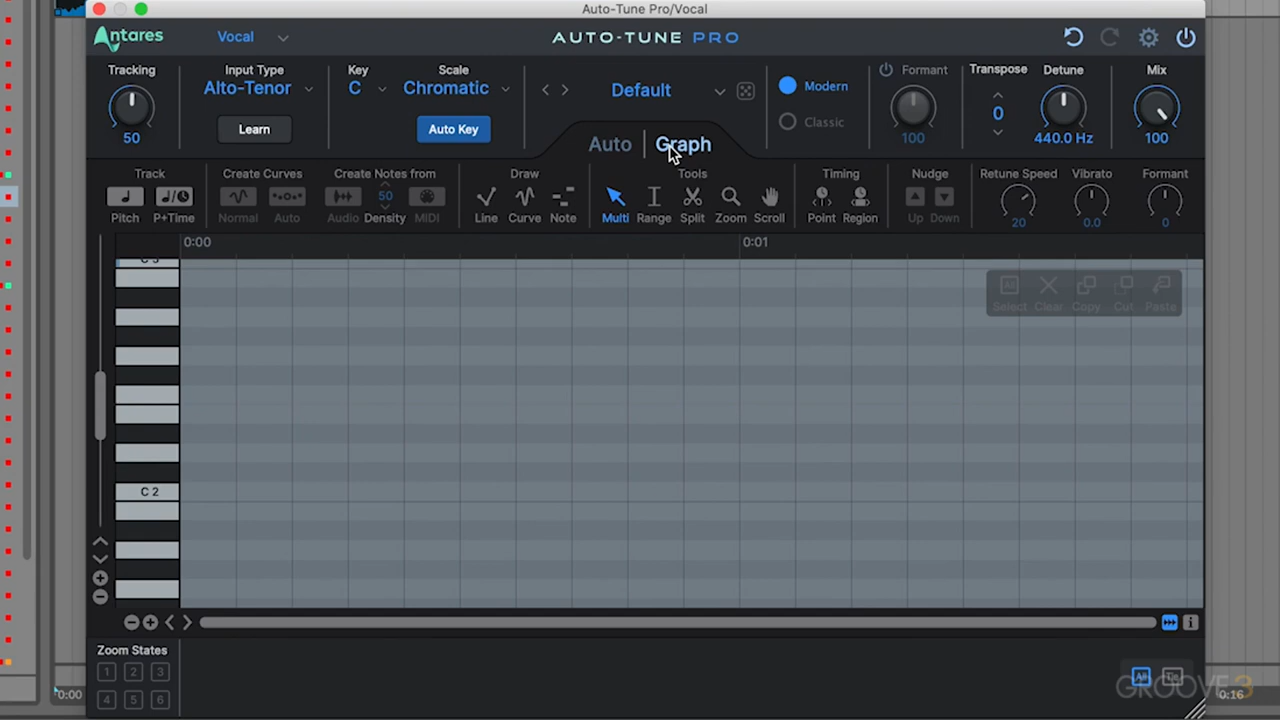 Auto-Tune Pro/Vocal
Antares
Vocal
AUTO-TUNE PRO
Tracking
50
Input Type
Alto-Tenor
Learn
Key
C
Scale
Chromatic
Auto Key
Default
Modern
Classic
Formant
100
Transpose
0
Detune
440.0 Hz
Mix
100
Auto
Graph
Track
Pitch
P+Time
Create Curves
Normal
Auto
Create Notes from
50
Audio
Density
MIDI
Draw
Line
Curve
Note
Tools
Multi
Range
Split
Zoom
Scroll
Timing
Point
Region
Nudge
Up
Down
Retune Speed
20
Vibrato
0.0
Formant
0
0:00
0:01
C 3
Select
Clear
Copy
Cut
Paste
C 2
Zoom States
1
2
3
4
5
6
All
GROOVE 3
0:00
0:16